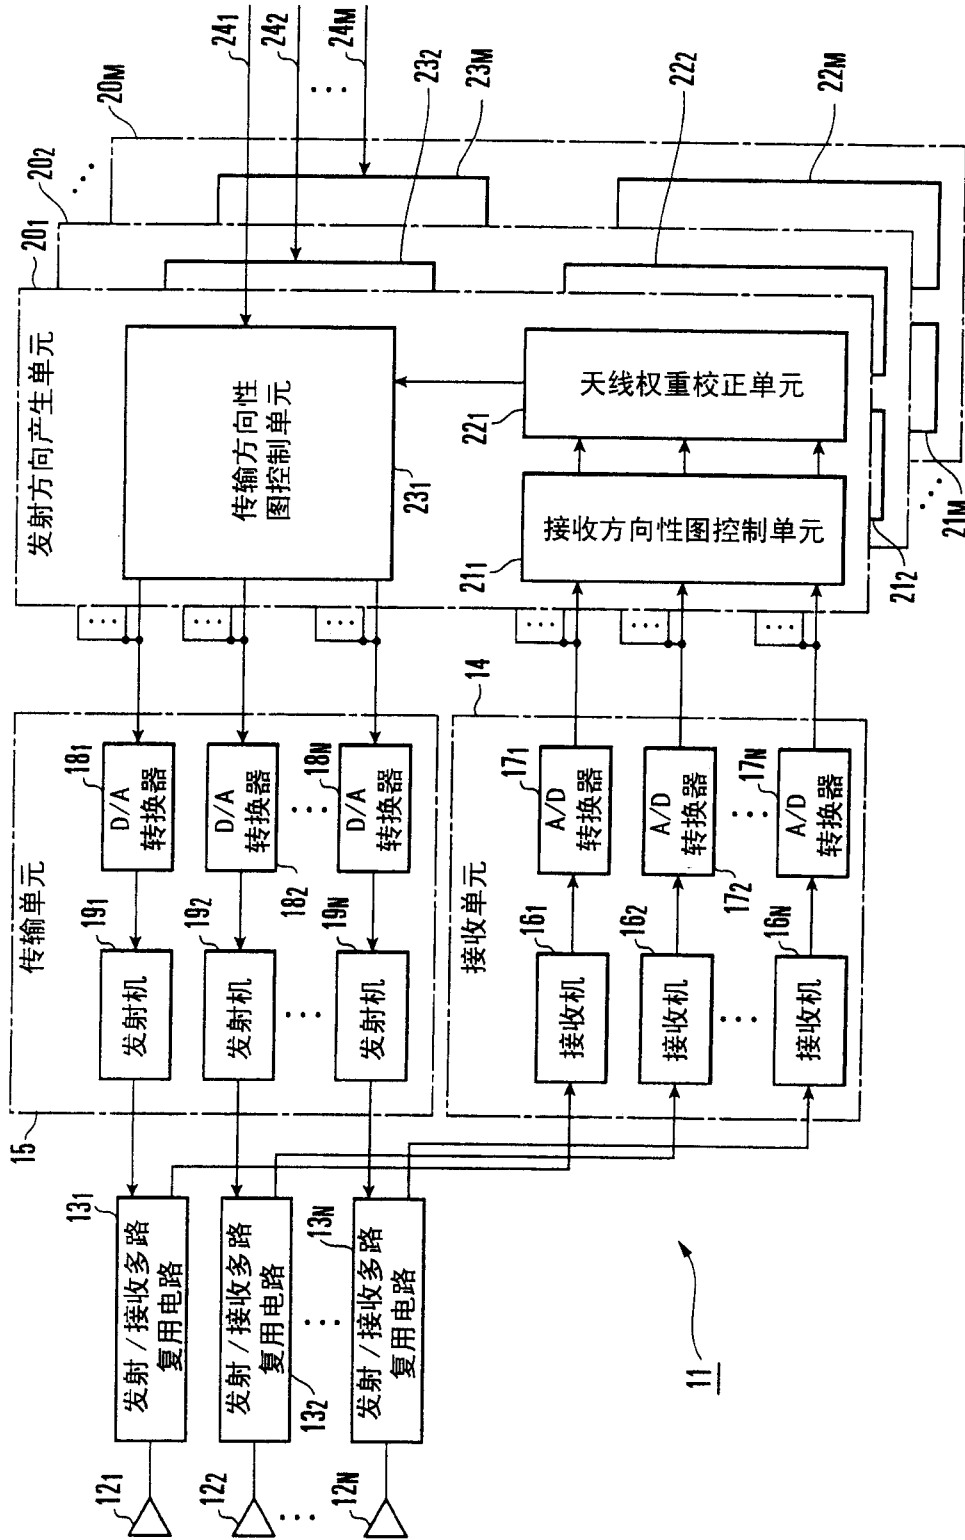 12₁
12₂
12N
发射/接收多路
复用电路
13₁
发射/接收多路
复用电路
13₂
发射/接收多路
复用电路
13N
15
传输单元
发射机
19₁
发射机
19₂
发射机
19N
D/A
转换器
18₁
D/A
转换器
18₂
D/A
转换器
18N
14
接收单元
接收机
16₁
接收机
16₂
接收机
16N
A/D
转换器
17₁
A/D
转换器
17₂
A/D
转换器
17N
发射方向产生单元
20₁
20₂
20M
传输方向性
图控制单元
23₁
23₂
23M
接收方向性图控制单元
21₁
21₂
21M
天线权重校正单元
22₁
22₂
22M
24₁
24₂
24M
11